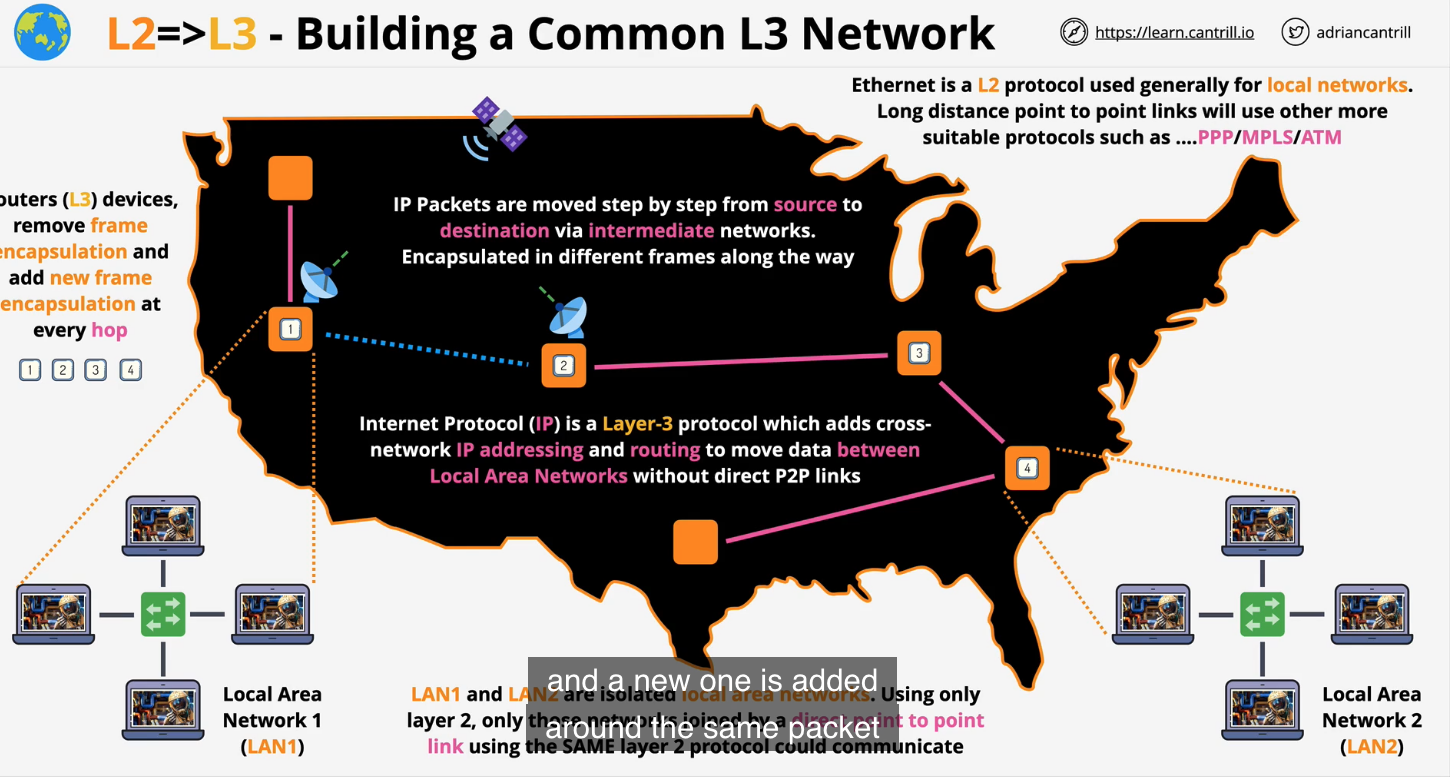 L2=>L3 - Building a Common L3 Network
https://learn.cantrill.io
adriancantrill
Ethernet is a L2 protocol used generally for local networks.
Long distance point to point links will use other more
suitable protocols such as ....PPP/MPLS/ATM
outers (L3) devices,
remove frame
encapsulation and
add new frame
encapsulation at
every hop
1 2 3 4
IP Packets are moved step by step from source to
destination via intermediate networks.
Encapsulated in different frames along the way
1
2
3
4
Internet Protocol (IP) is a Layer-3 protocol which adds cross-
network IP addressing and routing to move data between
Local Area Networks without direct P2P links
Local Area
Network 1
(LAN1)
LAN1 and LAN2 are isolated local area networks. Using only
layer 2, only those networks joined by a direct point to point
link using the SAME layer 2 protocol could communicate
and a new one is added
around the same packet
Local Area
Network 2
(LAN2)